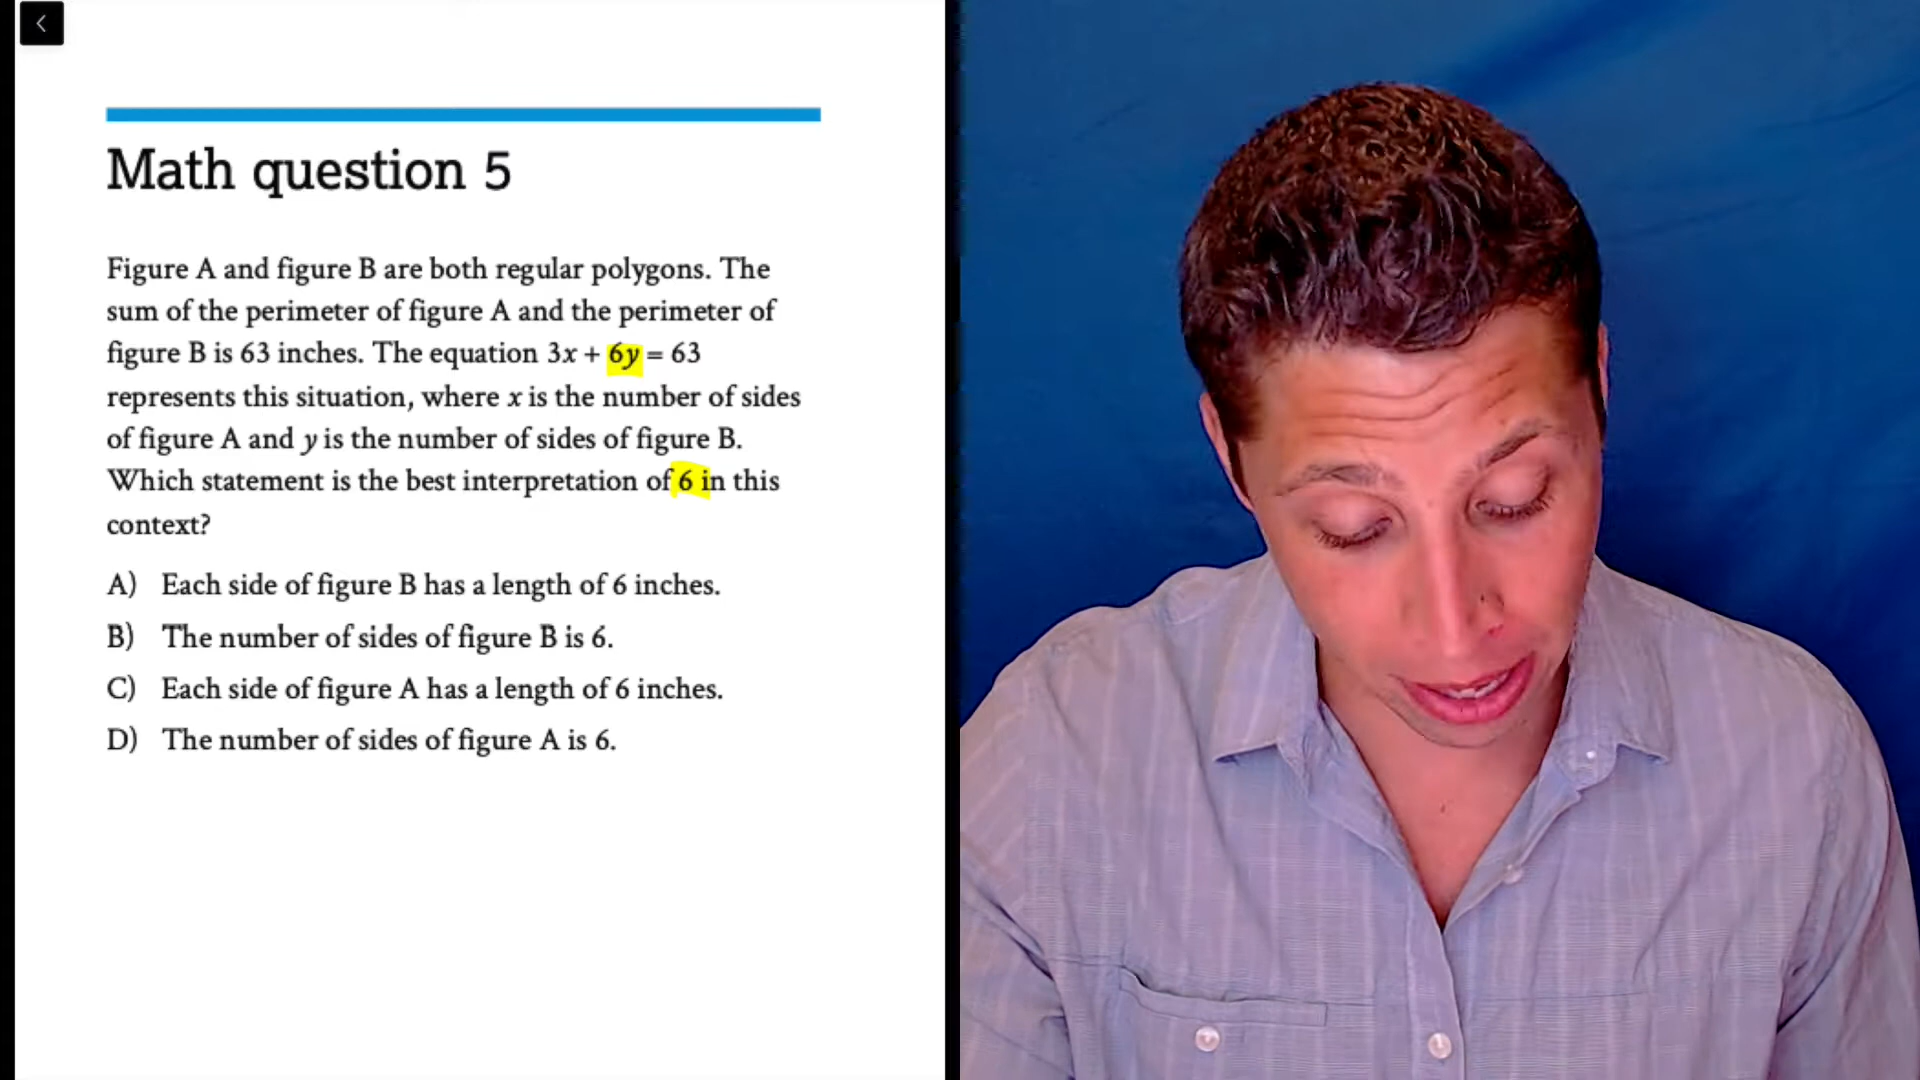 Math question 5
Figure A and figure B are both regular polygons. The
sum of the perimeter of figure A and the perimeter of
figure B is 63 inches. The equation 3x + 6y = 63
represents this situation, where x is the number of sides
of figure A and y is the number of sides of figure B.
Which statement is the best interpretation of 6 in this
context?
A) Each side of figure B has a length of 6 inches.
B) The number of sides of figure B is 6.
C) Each side of figure A has a length of 6 inches.
D) The number of sides of figure A is 6.